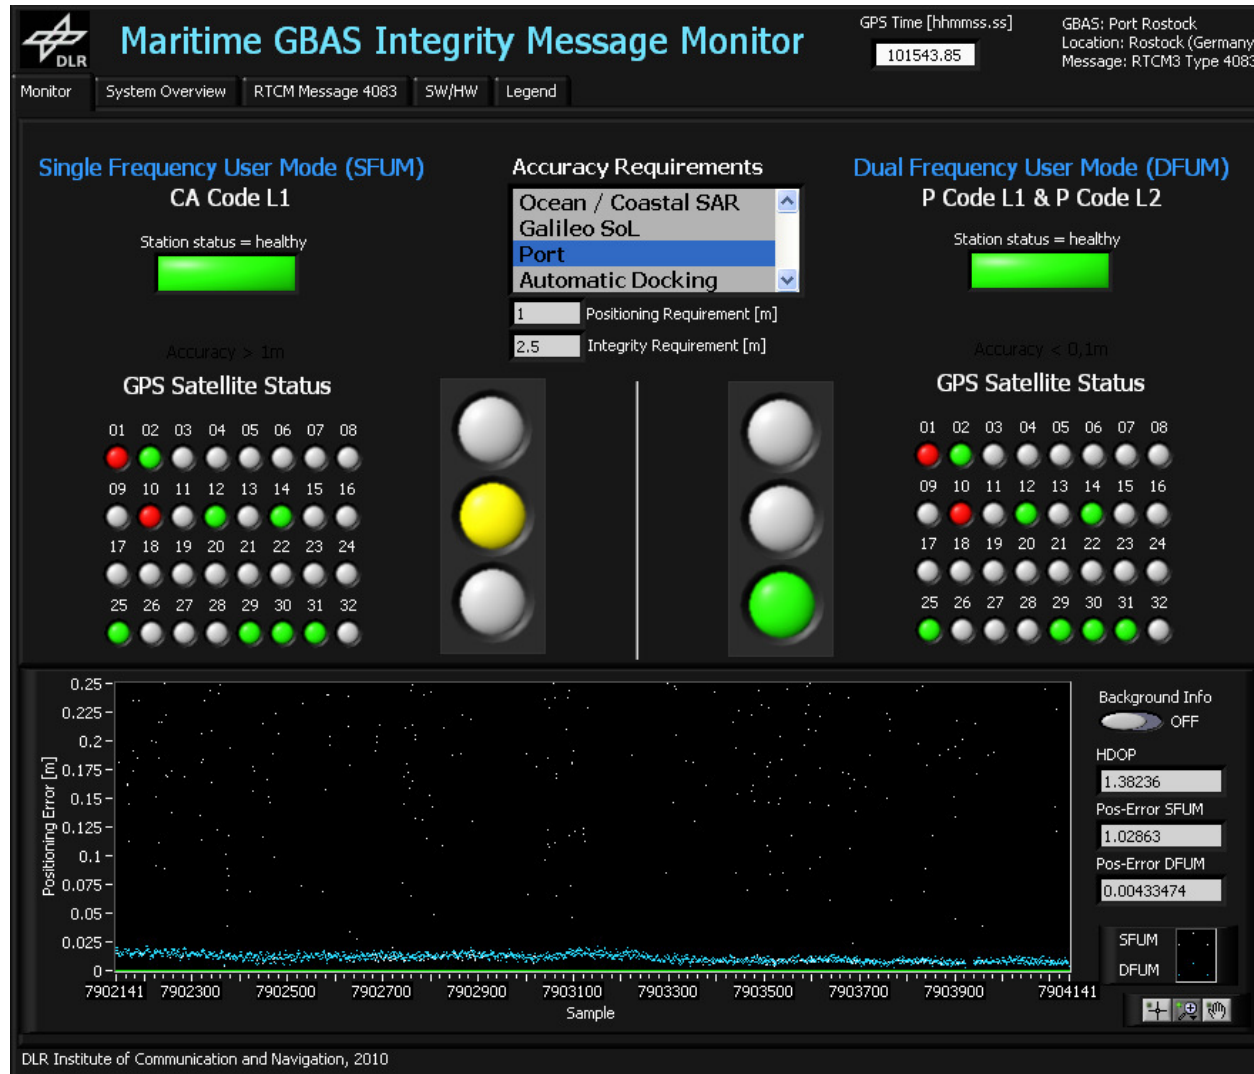 DLR
Maritime GBAS Integrity Message Monitor
GPS Time [hhmmss.ss]
101543.85
GBAS: Port Rostock
Location: Rostock (Germany
Message: RTCM3 Type 4083
Monitor System Overview RTCM Message 4083 SW/HW Legend
Single Frequency User Mode (SFUM)
CA Code L1
Station status = healthy
Accuracy > 1m
GPS Satellite Status
01 02 03 04 05 06 07 08
09 10 11 12 13 14 15 16
17 18 19 20 21 22 23 24
25 26 27 28 29 30 31 32
Accuracy Requirements
Ocean / Coastal SAR
Galileo SoL
Port
Automatic Docking
1 Positioning Requirement [m]
2.5 Integrity Requirement [m]
Dual Frequency User Mode (DFUM)
P Code L1 & P Code L2
Station status = healthy
Accuracy < 0,1m
GPS Satellite Status
01 02 03 04 05 06 07 08
09 10 11 12 13 14 15 16
17 18 19 20 21 22 23 24
25 26 27 28 29 30 31 32
Positioning Error [m]
0.25
0.225
0.2
0.175
0.15
0.125
0.1
0.075
0.05
0.025
0
7902141 7902300 7902500 7902700 7902900 7903100 7903300 7903500 7903700 7903900 7904141
Sample
Background Info
OFF
HDOP
1.38236
Pos-Error SFUM
1.02863
Pos-Error DFUM
0.00433474
SFUM
DFUM
DLR Institute of Communication and Navigation, 2010